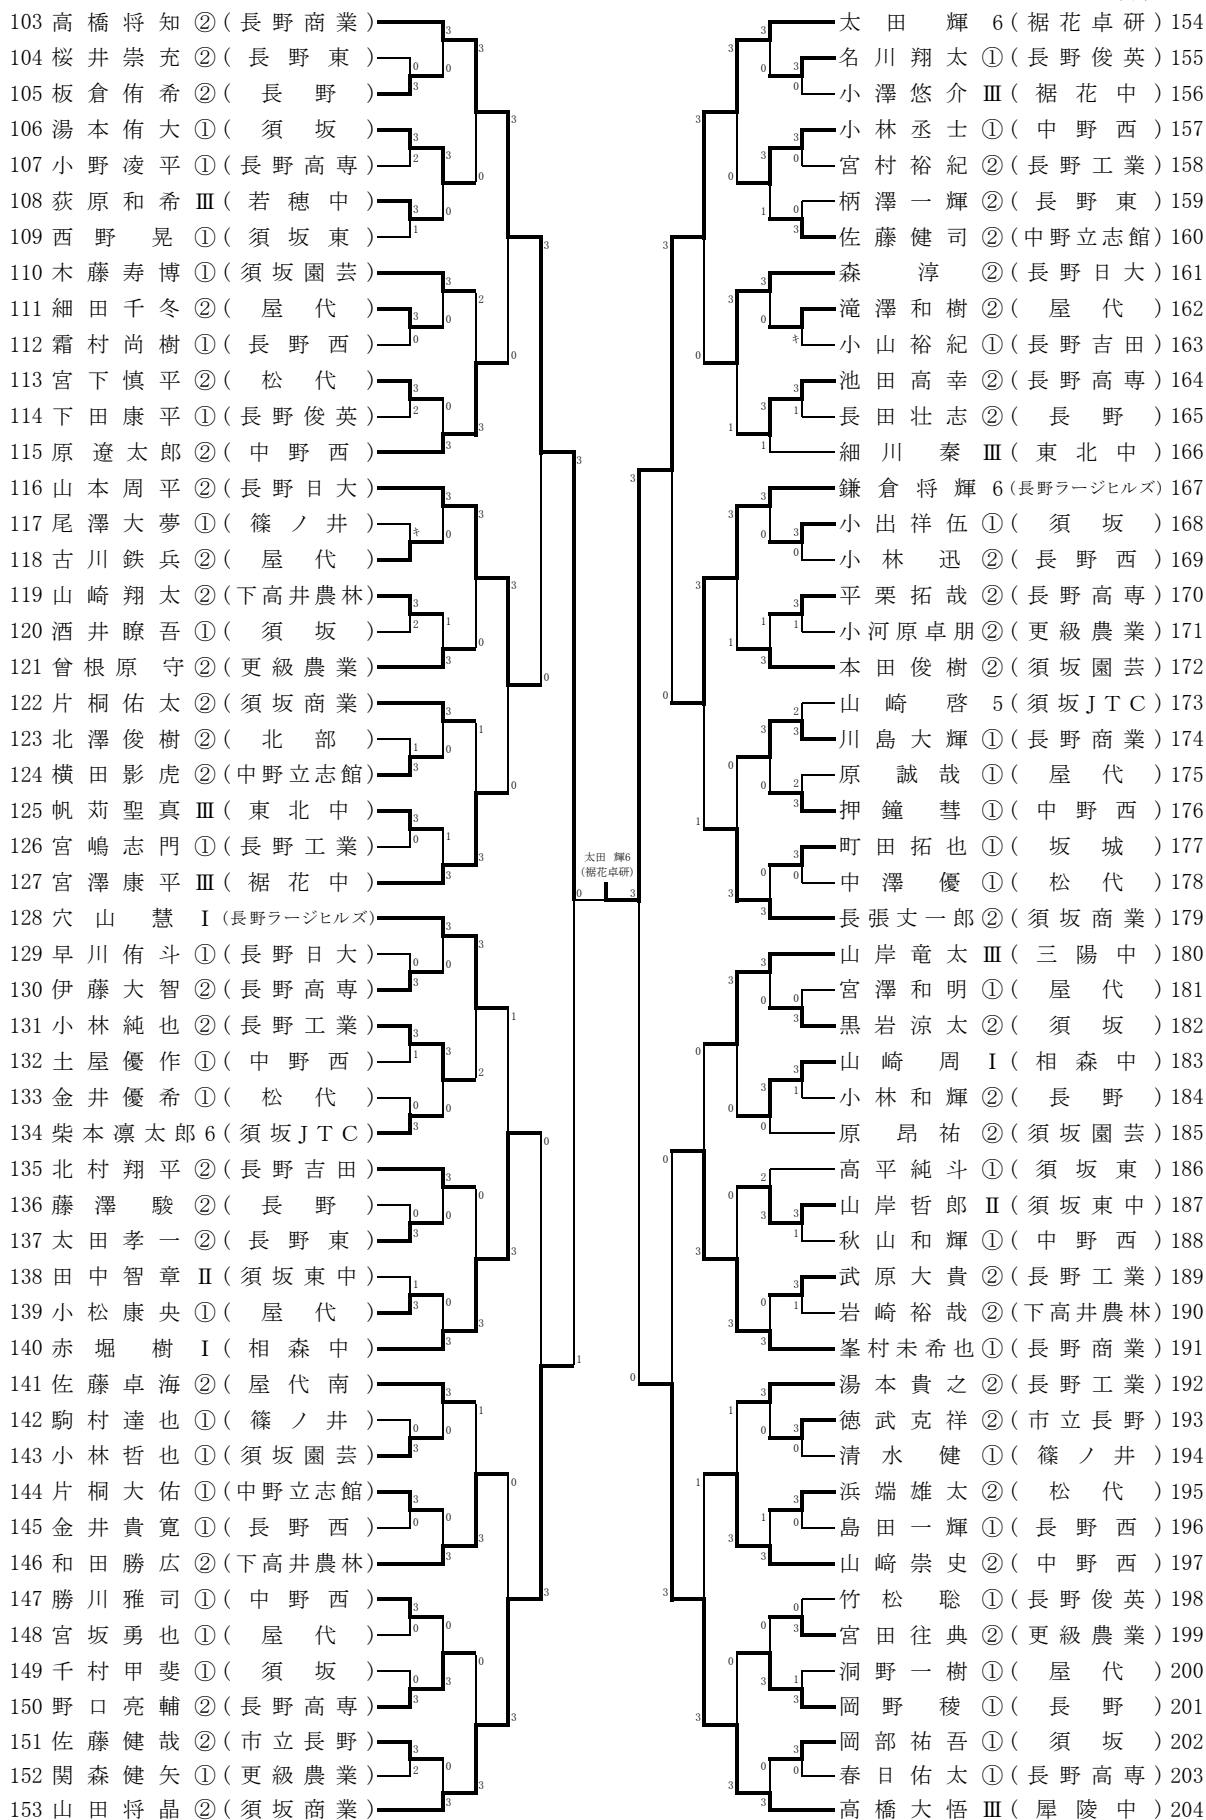 103 高橋将知 ②(長野商業)
104 桜井崇充 ②(長野東)
105 板倉侑希 ②(長野)
106 湯本侑大 ①(須坂)
107 小野凌平 ①(長野高専)
108 荻原和希 Ⅲ(若穂中)
109 西野晃 ①(須坂東)
110 木藤寿博 ①(須坂園芸)
111 細田千冬 ②(屋代)
112 霜村尚樹 ①(長野西)
113 宮下慎平 ②(松代)
114 下田康平 ①(長野俊英)
115 原遼太郎 ②(中野西)
116 山本周平 ②(長野日大)
117 尾澤大夢 ①(篠ノ井)
118 古川鉄兵 ②(屋代)
119 山崎翔太 ②(下高井農林)
120 酒井瞭吾 ①(須坂)
121 曾根原守 ②(更級農業)
122 片桐佑太 ②(須坂商業)
123 北澤俊樹 ②(北部)
124 横田影虎 ②(中野立志館)
125 帆苅聖真 Ⅲ(東北中)
126 宮嶋志門 ①(長野工業)
127 宮澤康平 Ⅲ(裾花中)
128 穴山慧 Ⅰ(長野ラージヒルズ)
129 早川侑斗 ①(長野日大)
130 伊藤大智 ②(長野高専)
131 小林純也 ②(長野工業)
132 土屋優作 ①(中野西)
133 金井優希 ①(松代)
134 柴本凛太郎 6(須坂JTC)
135 北村翔平 ②(長野吉田)
136 藤澤駿 ②(長野)
137 太田孝一 ②(長野東)
138 田中智章 Ⅱ(須坂東中)
139 小松康央 ①(屋代)
140 赤堀樹 Ⅰ(相森中)
141 佐藤卓海 ②(屋代南)
142 駒村達也 ①(篠ノ井)
143 小林哲也 ①(須坂園芸)
144 片桐大佑 ①(中野立志館)
145 金井貴寛 ①(長野西)
146 和田勝広 ②(下高井農林)
147 勝川雅司 ①(中野西)
148 宮坂勇也 ①(屋代)
149 千村甲斐 ①(須坂)
150 野口亮輔 ②(長野高専)
151 佐藤健哉 ②(市立長野)
152 関森健矢 ①(更級農業)
153 山田将晶 ②(須坂商業)
太田 輝6
(裾花卓研)
太田輝 6(裾花卓研)154
名川翔太 ①(長野俊英)155
小澤悠介 Ⅲ(裾花中)156
小林丞士 ①(中野西)157
宮村裕紀 ②(長野工業)158
柄澤一輝 ②(長野東)159
佐藤健司 ②(中野立志館)160
森淳 ②(長野日大)161
滝澤和樹 ②(屋代)162
小山裕紀 ①(長野吉田)163
池田高幸 ②(長野高専)164
長田壮志 ②(長野)165
細川秦 Ⅲ(東北中)166
鎌倉将輝 6(長野ラージヒルズ)167
小出祥伍 ①(須坂)168
小林迅 ②(長野西)169
平栗拓哉 ②(長野高専)170
小河原卓朋 ②(更級農業)171
本田俊樹 ②(須坂園芸)172
山崎啓 5(須坂JTC)173
川島大輝 ①(長野商業)174
原誠哉 ①(屋代)175
押鐘彗 ①(中野西)176
町田拓也 ①(坂城)177
中澤優 ①(松代)178
長張丈一郎 ②(須坂商業)179
山岸竜太 Ⅲ(三陽中)180
宮澤和明 ①(屋代)181
黒岩涼太 ②(須坂)182
山崎周 Ⅰ(相森中)183
小林和輝 ②(長野)184
原昂祐 ②(須坂園芸)185
高平純斗 ①(須坂東)186
山岸哲郎 Ⅱ(須坂東中)187
秋山和輝 ①(中野西)188
武原大貴 ②(長野工業)189
岩崎裕哉 ②(下高井農林)190
峯村未希也 ①(長野商業)191
湯本貴之 ②(長野工業)192
徳武克祥 ②(市立長野)193
清水健 ①(篠ノ井)194
浜端雄太 ②(松代)195
島田一輝 ①(長野西)196
山﨑崇史 ②(中野西)197
竹松聡 ①(長野俊英)198
宮田往典 ②(更級農業)199
洞野一樹 ①(屋代)200
岡野稜 ①(長野)201
岡部祐吾 ①(須坂)202
春日佑太 ①(長野高専)203
高橋大悟 Ⅲ(犀陵中)204